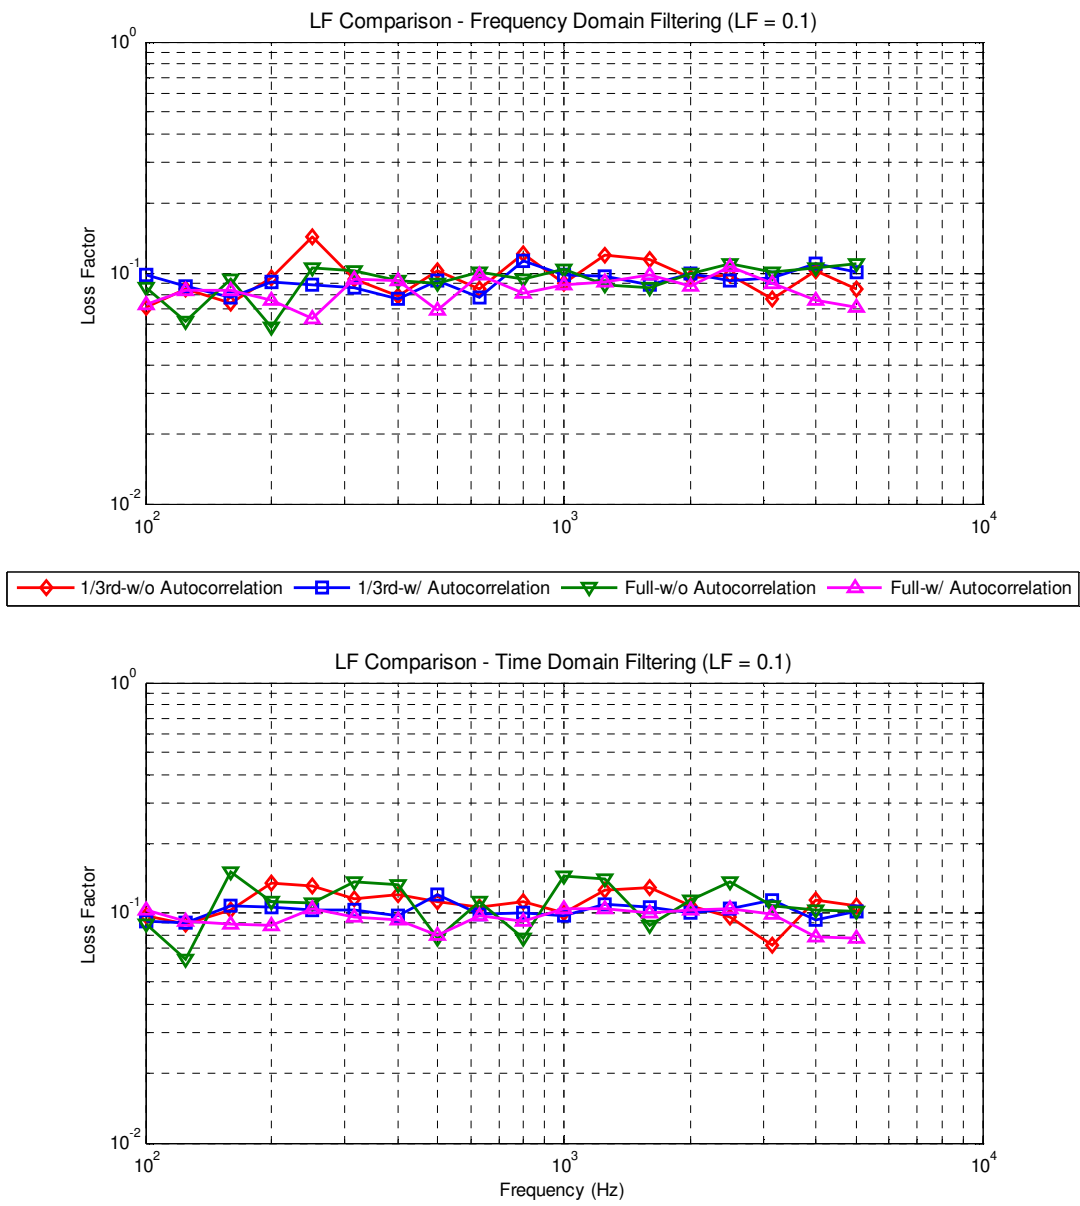 LF Comparison - Frequency Domain Filtering (LF = 0.1)
10^0
10^-1
10^-2
Loss Factor
10^2
10^3
10^4
1/3rd-w/o Autocorrelation
1/3rd-w/ Autocorrelation
Full-w/o Autocorrelation
Full-w/ Autocorrelation
LF Comparison - Time Domain Filtering (LF = 0.1)
10^0
10^-1
10^-2
Loss Factor
10^2
10^3
10^4
Frequency (Hz)